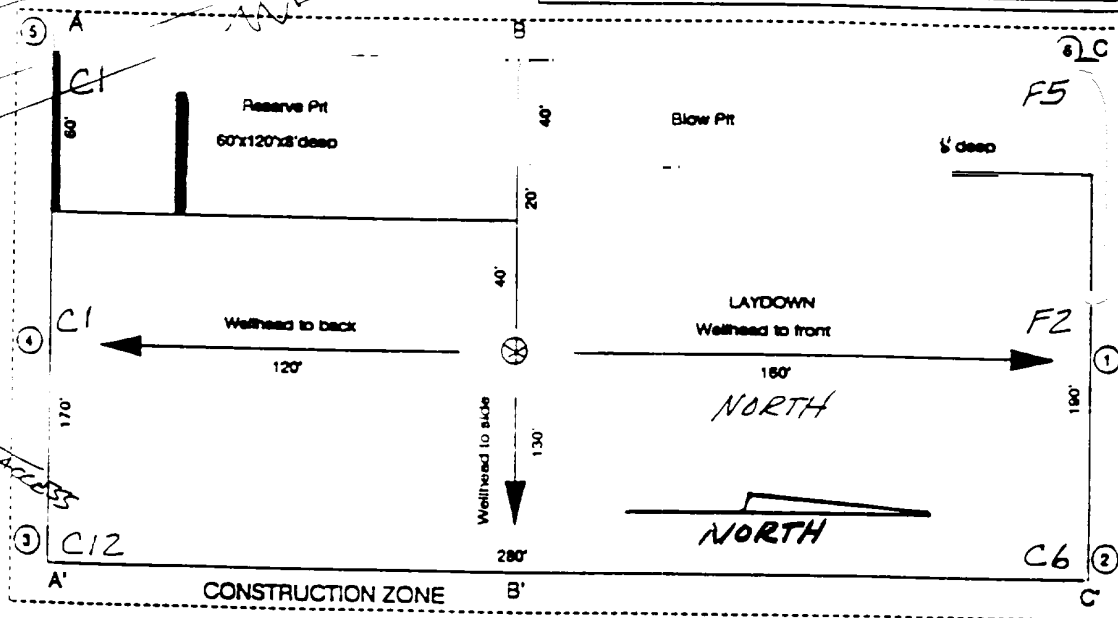 5 A B 6 C
C1 F5
60'
Reserve Pit
60'x120'x8'deep
40'
Blow Pit
8' deep
20'
40'
C1
Wellhead to back
LAYDOWN
Wellhead to front
F2
4
120'
160'
1
NORTH
170'
Wellhead to side
130'
190'
ACCESS
NORTH
3 C12
280'
C6 2
A' CONSTRUCTION ZONE B' C'